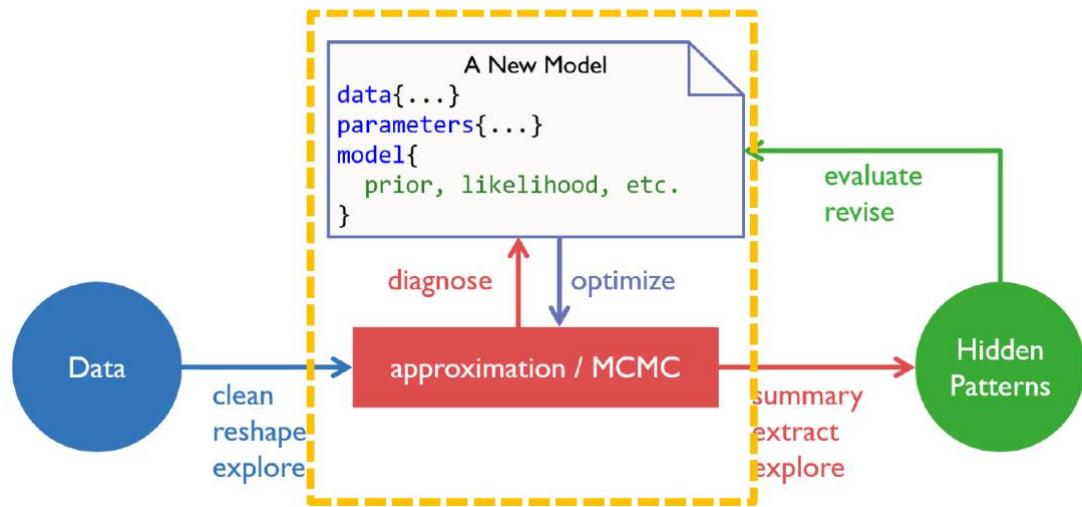 A New Model
data{...}
parameters{...}
model{
prior, likelihood, etc.
}
evaluate
revise
diagnose
optimize
Data
approximation / MCMC
Hidden
Patterns
clean
reshape
explore
summary
extract
explore